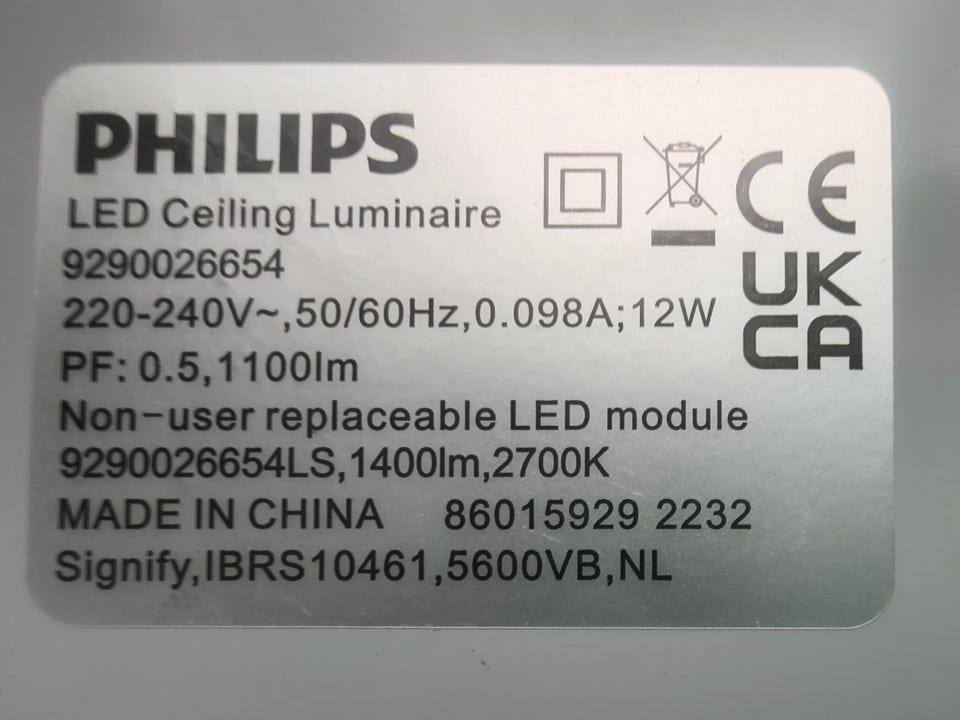 PHILIPS
LED Ceiling Luminaire
9290026654
220-240V~,50/60Hz,0.098A;12W
PF: 0.5,1100lm
Non-user replaceable LED module
9290026654LS,1400lm,2700K
MADE IN CHINA 86015929 2232
Signify,IBRS10461,5600VB,NL
CE
UK
CA